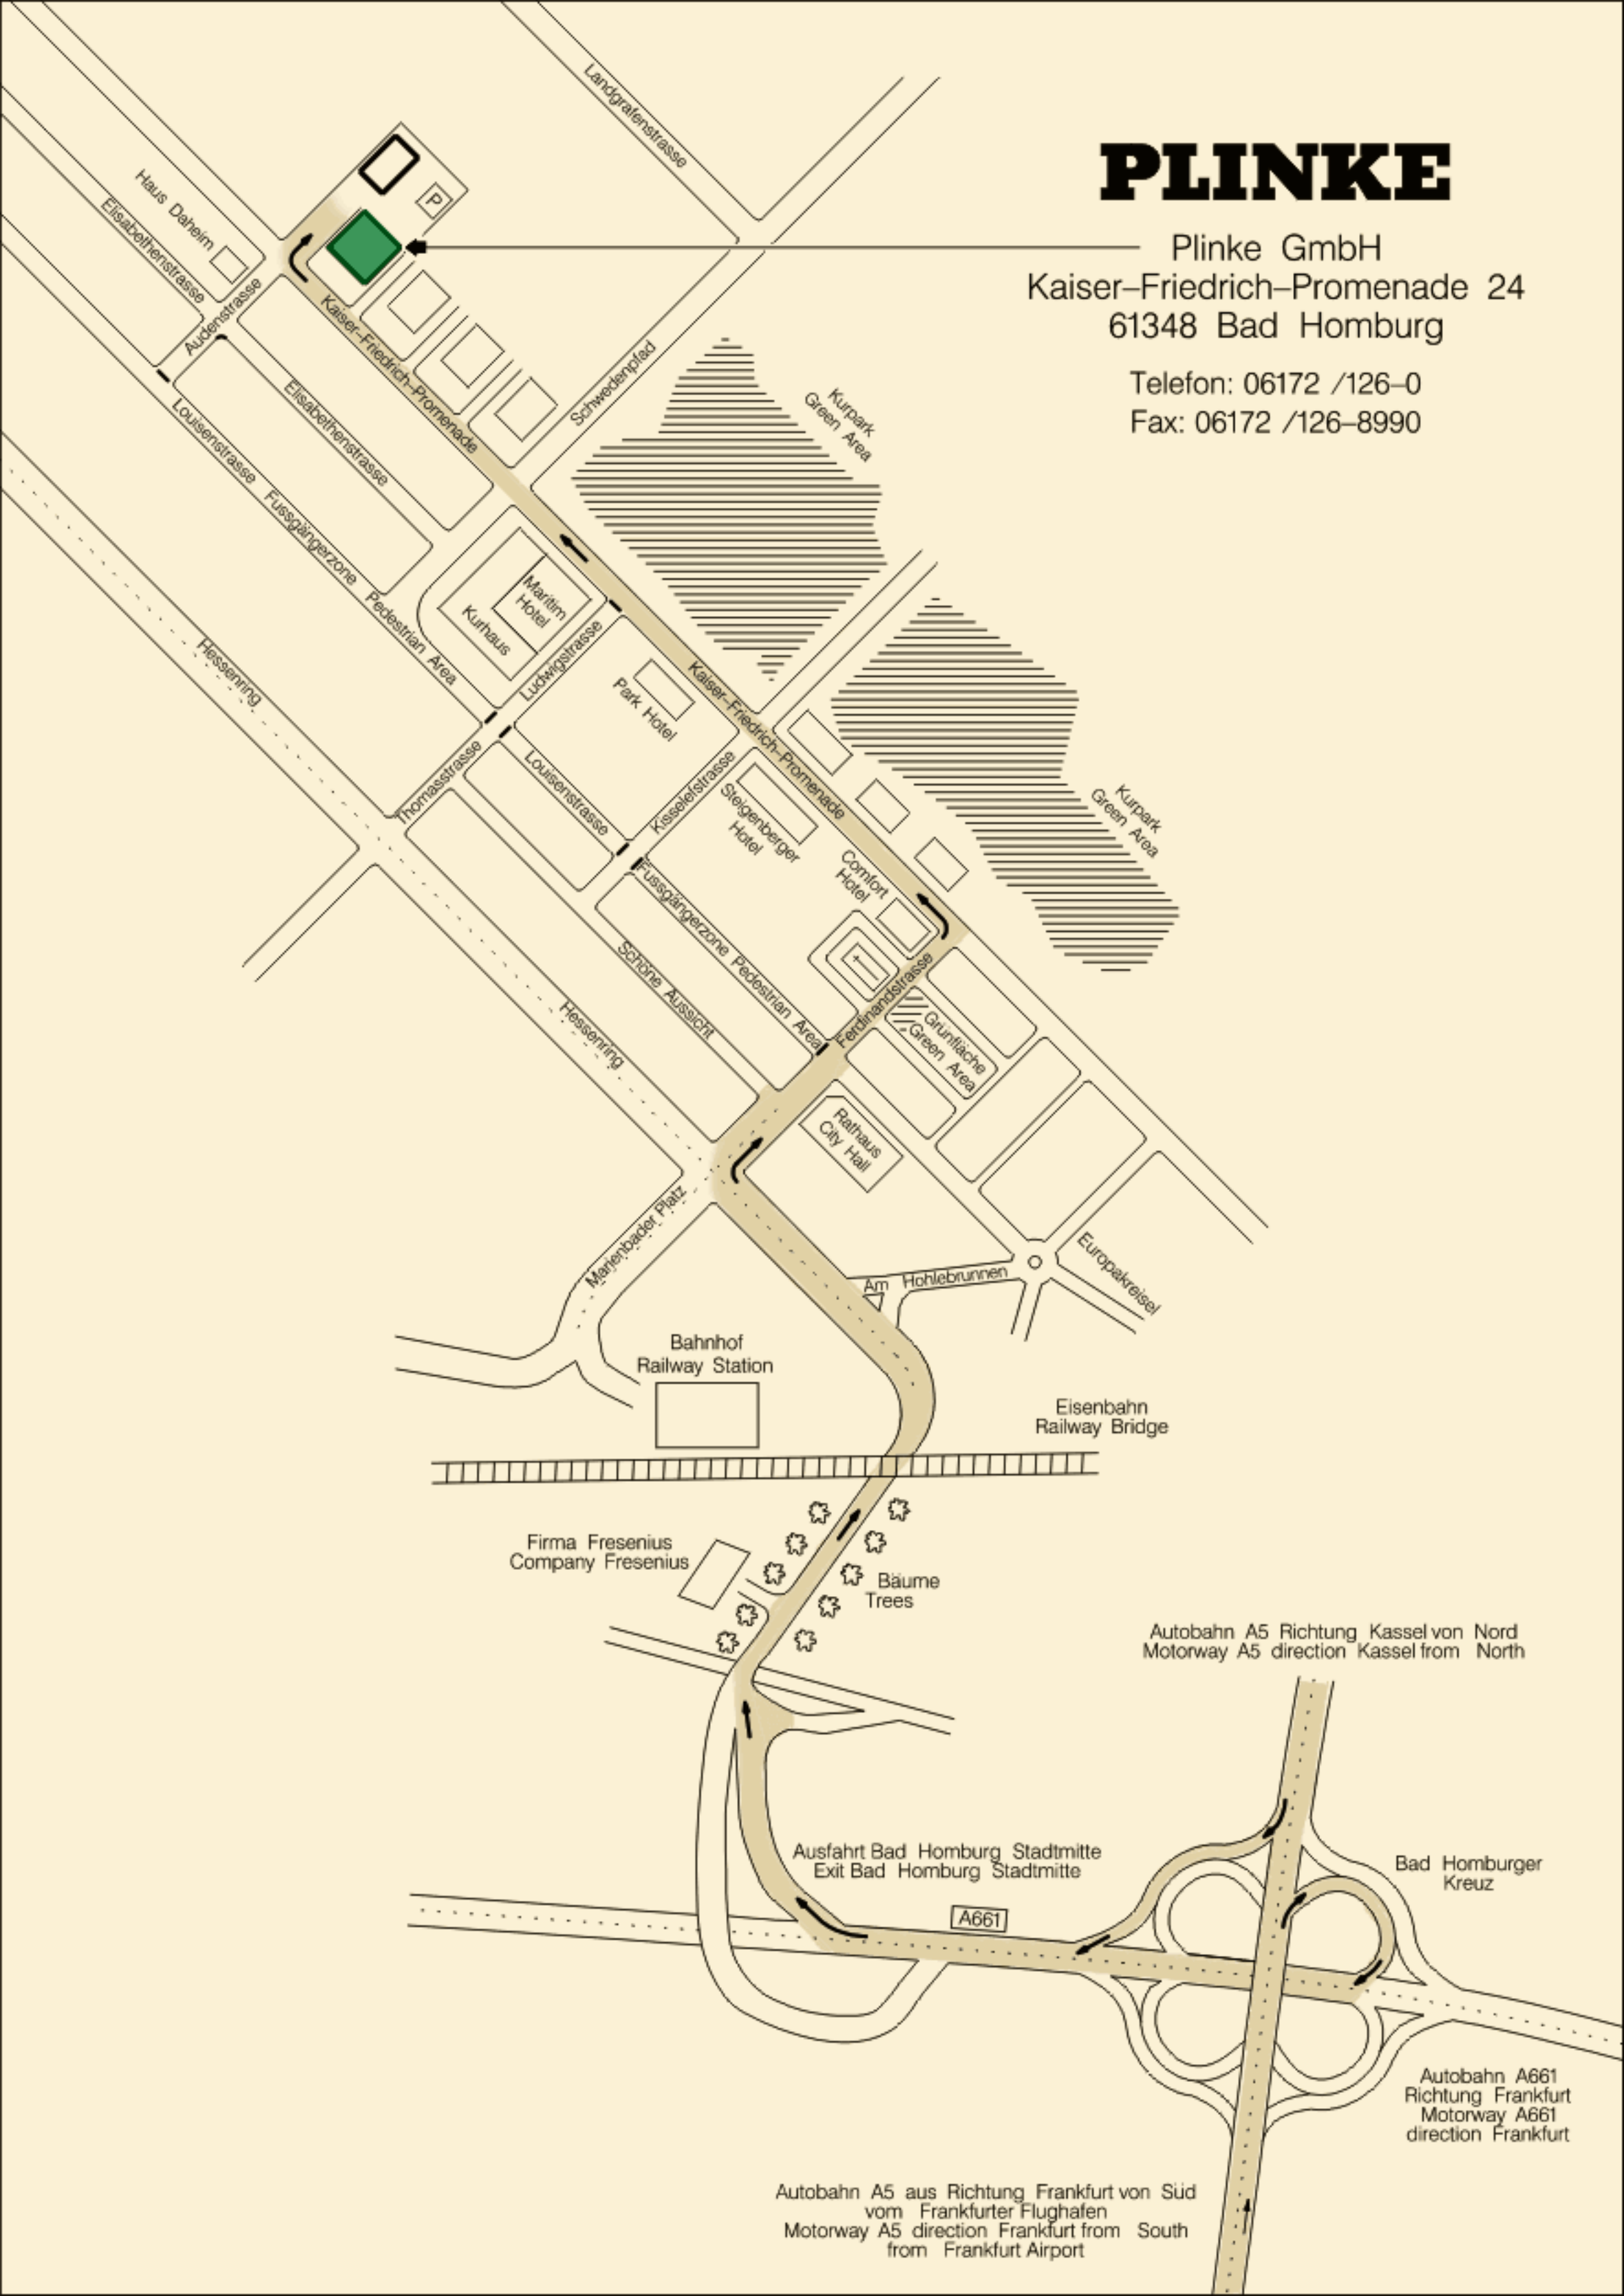 Landgrafenstrasse
PLINKE
Plinke GmbH
Kaiser–Friedrich–Promenade 24
61348 Bad Homburg
Telefon: 06172 /126–0
Fax: 06172 /126–8990
P
Haus Daheim
Elisabethenstrasse
Audenstrasse
Kaiser–Friedrich–Promenade
Elisabethenstrasse
Louisenstrasse Fussgängerzone
Pedestrian Area
Schwedenpfad
Kurpark
Green Area
Maritim
Hotel
Kurhaus
Ludwigstrasse
Hessenring
Park Hotel
Kaiser–Friedrich–Promenade
Thomasstrasse
Louisenstrasse
Kisselefstrasse
Steigenberger
Hotel
Comfort
Hotel
Kurpark
Green Area
Fussgängerzone Pedestrian Area
Schöne Aussicht
Ferdinandstrasse
Grünfläche
Green Area
Hessenring
Rathaus
City Hall
Marienbader Platz
Am Hohlebrunnen
Europakreisel
Bahnhof
Railway Station
Eisenbahn
Railway Bridge
Firma Fresenius
Company Fresenius
Bäume
Trees
Autobahn A5 Richtung Kassel von Nord
Motorway A5 direction Kassel from North
Ausfahrt Bad Homburg Stadtmitte
Exit Bad Homburg Stadtmitte
A661
Bad Homburger
Kreuz
Autobahn A661
Richtung Frankfurt
Motorway A661
direction Frankfurt
Autobahn A5 aus Richtung Frankfurt von Süd
vom Frankfurter Flughafen
Motorway A5 direction Frankfurt from South
from Frankfurt Airport